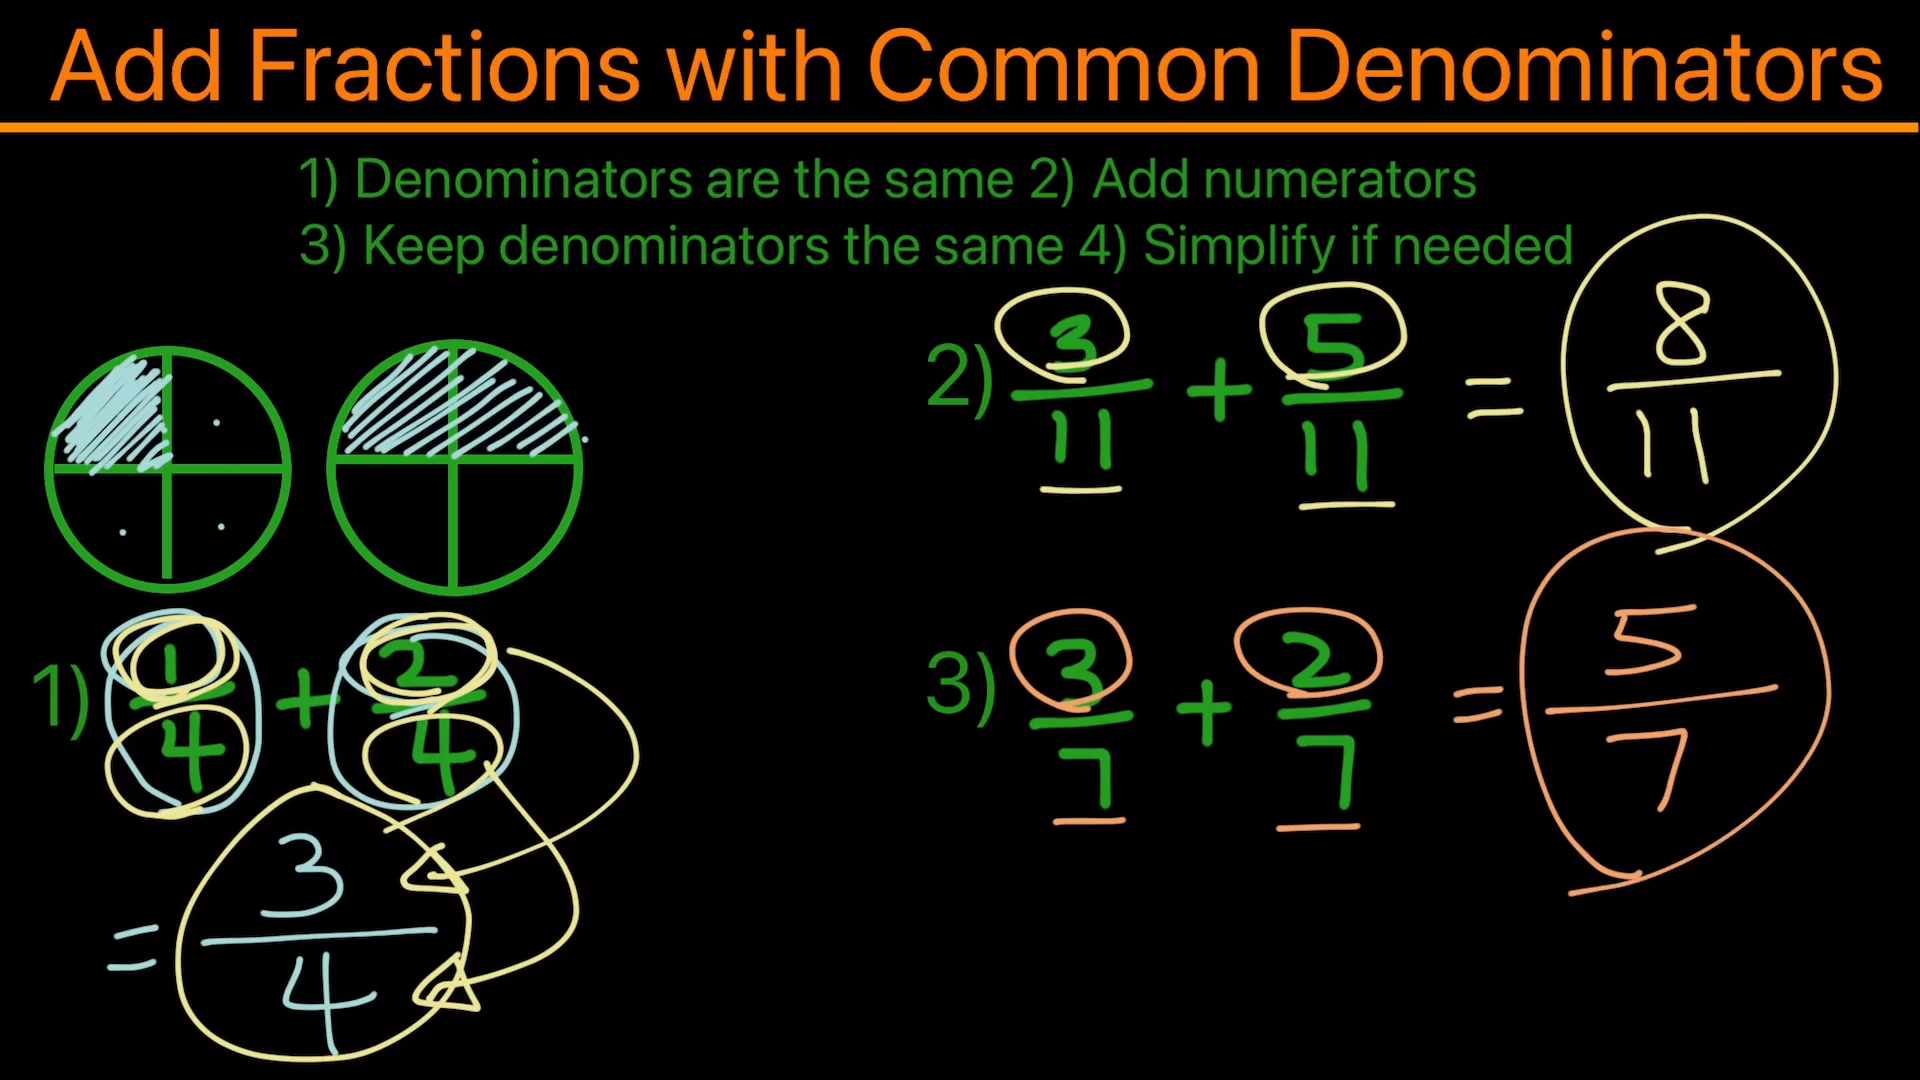 Add Fractions with Common Denominators
1) Denominators are the same 2) Add numerators
3) Keep denominators the same 4) Simplify if needed
1) 1/4 + 2/4
= 3/4
2) 3/11 + 5/11 = 8/11
3) 3/7 + 2/7 = 5/7